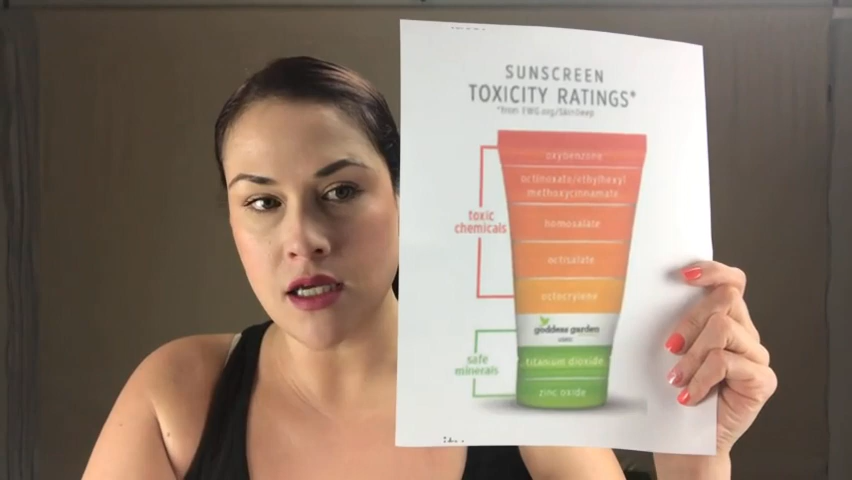 SUNSCREEN
TOXICITY RATINGS*
*from EWG.org/SkinDeep
oxybenzone
octinoxate/ethylhexyl
methoxycinnamate
toxic
chemicals
homosalate
octisalate
octocrylene
goddess garden
safe
minerals
titanium dioxide
zinc oxide